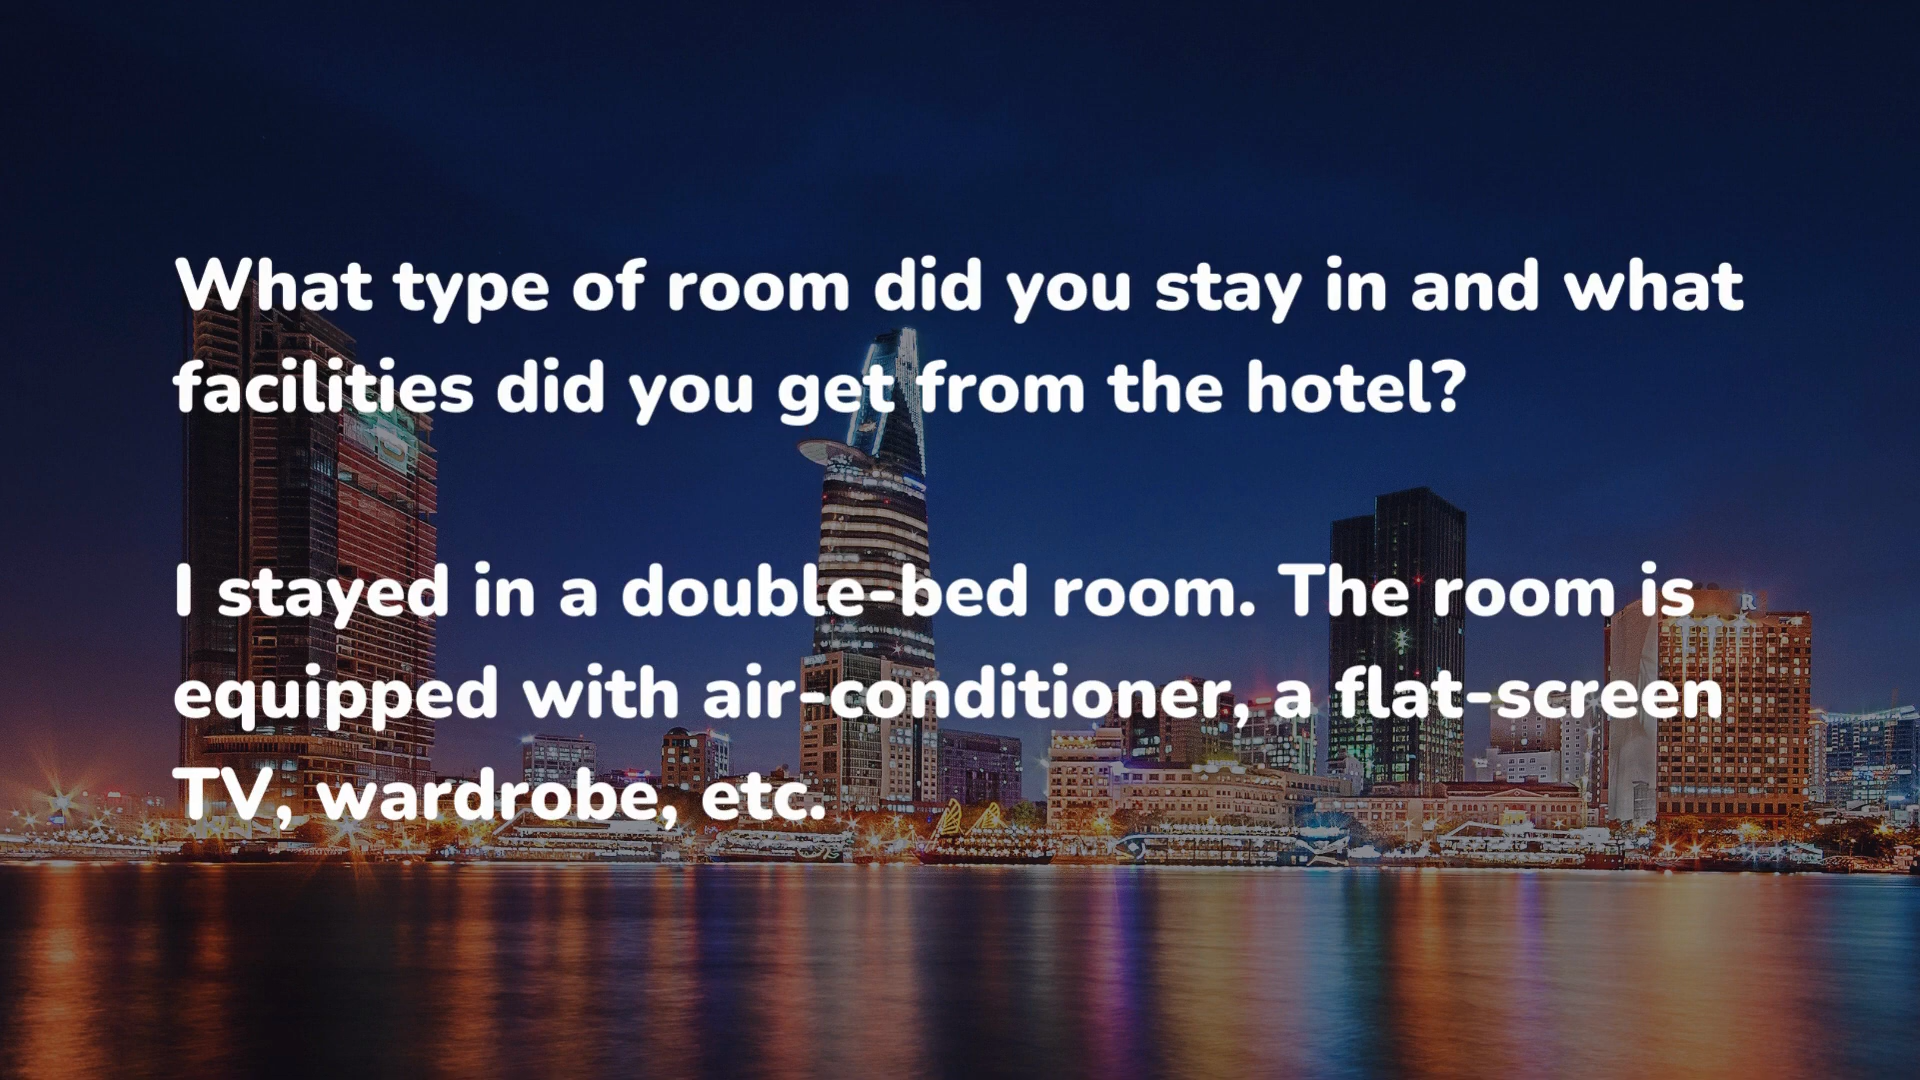 What type of room did you stay in and what
facilities did you get from the hotel?
I stayed in a double-bed room. The room is
equipped with air-conditioner, a flat-screen
TV, wardrobe, etc.
R